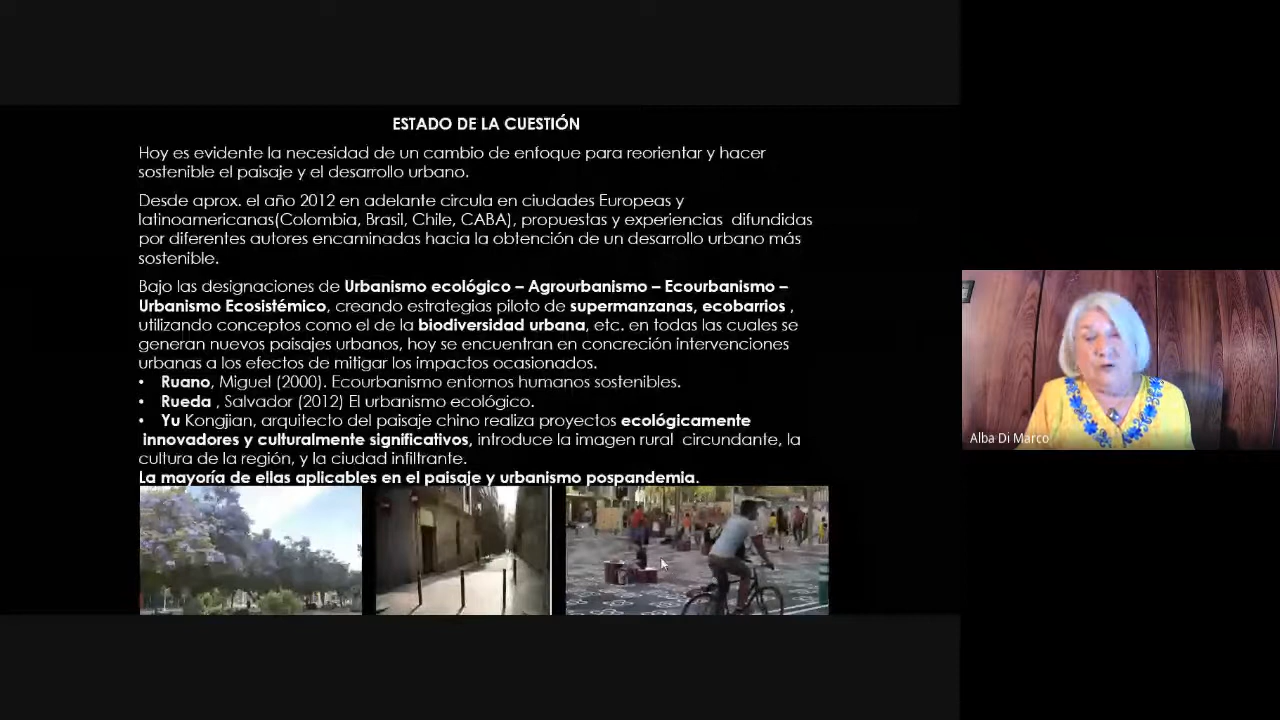 ESTADO DE LA CUESTIÓN
Hoy es evidente la necesidad de un cambio de enfoque para reorientar y hacer
sostenible el paisaje y el desarrollo urbano.
Desde aprox. el año 2012 en adelante circula en ciudades Europeas y
latinoamericanas(Colombia, Brasil, Chile, CABA), propuestas y experiencias difundidas
por diferentes autores encaminadas hacia la obtención de un desarrollo urbano más
sostenible.
Bajo las designaciones de Urbanismo ecológico – Agrourbanismo – Ecourbanismo –
Urbanismo Ecosistémico, creando estrategias piloto de supermanzanas, ecobarrios ,
utilizando conceptos como el de la biodiversidad urbana, etc. en todas las cuales se
generan nuevos paisajes urbanos, hoy se encuentran en concreción intervenciones
urbanas a los efectos de mitigar los impactos ocasionados.
• Ruano, Miguel (2000). Ecourbanismo entornos humanos sostenibles.
• Rueda , Salvador (2012) El urbanismo ecológico.
• Yu Kongjian, arquitecto del paisaje chino realiza proyectos ecológicamente
innovadores y culturalmente significativos, introduce la imagen rural circundante, la
cultura de la región, y la ciudad infiltrante.
La mayoría de ellas aplicables en el paisaje y urbanismo pospandemia.
Alba Di Marco